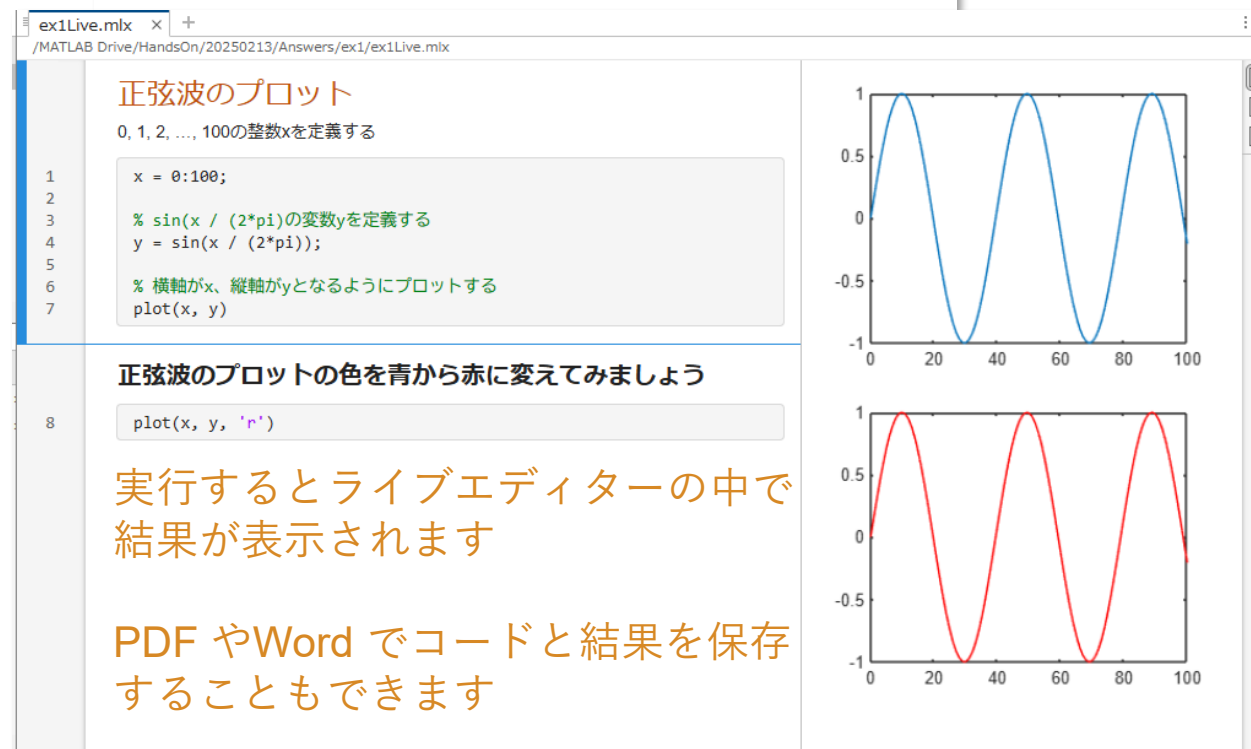 ex1Live.mlx × +
/MATLAB Drive/HandsOn/20250213/Answers/ex1/ex1Live.mlx
正弦波のプロット
0, 1, 2, ..., 100の整数xを定義する
1 x = 0:100;
2
3 % sin(x / (2*pi)の変数yを定義する
4 y = sin(x / (2*pi));
5
6 % 横軸がx、縦軸がyとなるようにプロットする
7 plot(x, y)
正弦波のプロットの色を青から赤に変えてみましょう
8 plot(x, y, 'r')
実行するとライブエディターの中で
結果が表示されます
PDF やWord でコードと結果を保存
することもできます
1
0.5
0
-0.5
-1
0 20 40 60 80 100
1
0.5
0
-0.5
-1
0 20 40 60 80 100